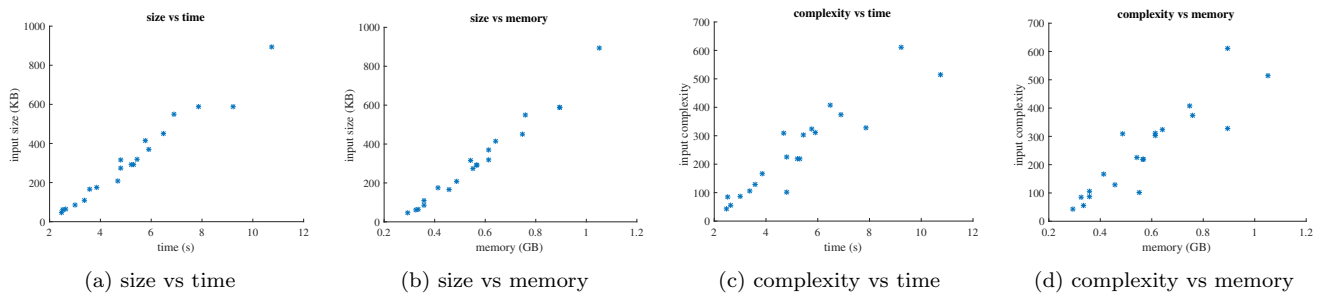 size vs time
1000
800
600
400
200
0
input size (KB)
2 4 6 8 10 12
time (s)
(a) size vs time
size vs memory
1000
800
600
400
200
0
input size (KB)
0.2 0.4 0.6 0.8 1 1.2
memory (GB)
(b) size vs memory
complexity vs time
700
600
500
400
300
200
100
0
input complexity
2 4 6 8 10 12
time (s)
(c) complexity vs time
complexity vs memory
700
600
500
400
300
200
100
0
input complexity
0.2 0.4 0.6 0.8 1 1.2
memory (GB)
(d) complexity vs memory